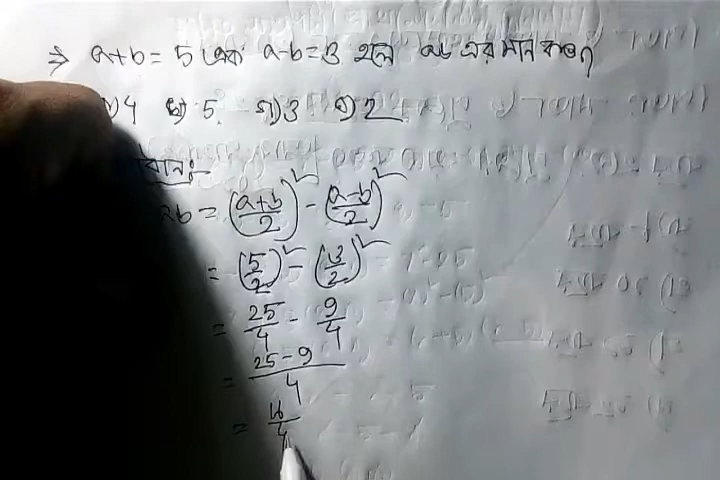 ⇒ a+b = 5 এবং a-b = 3 হলে ab এর মান কত?
4 খ) 5 গ) 3 ঘ) 2
ab = (a+b/2)² - (a-b/2)²
= (5/2)² - (3/2)²
= 25/4 - 9/4
= 25-9/4
= 16/4